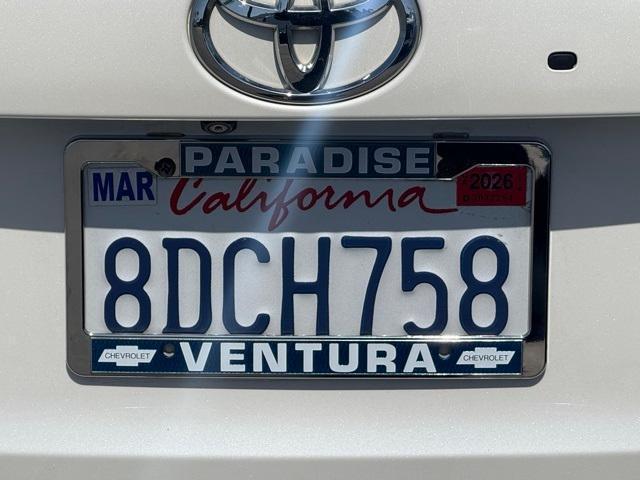 PARADISE
MAR California 2026
8DCH758
CHEVROLET VENTURA CHEVROLET